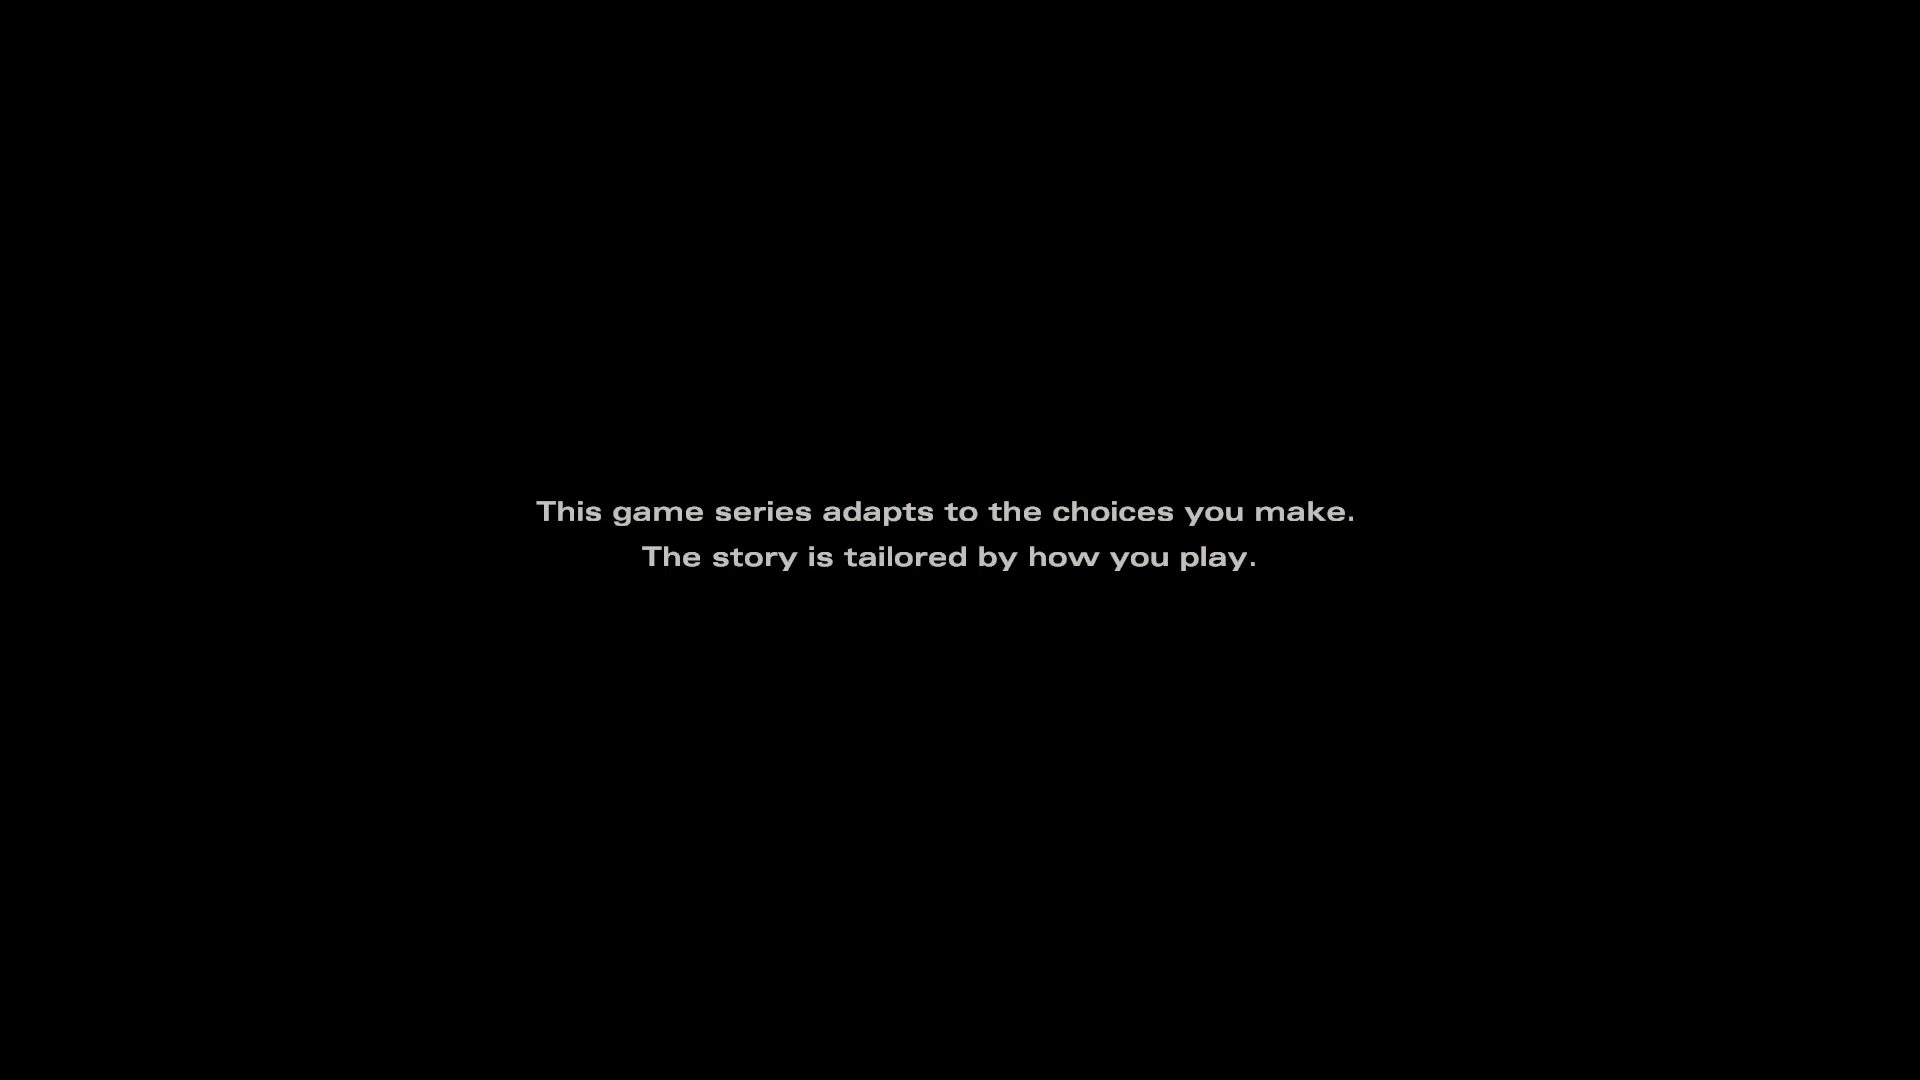 This game series adapts to the choices you make.
The story is tailored by how you play.